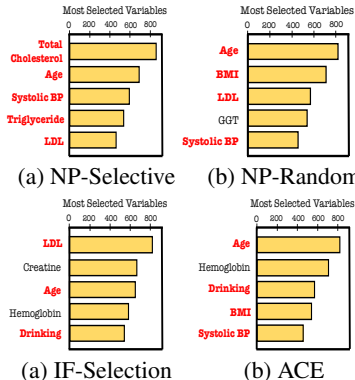 Most Selected Variables
0 200 400 600 800
Total
Cholesterol
Age
Systolic BP
Triglyceride
LDL
(a) NP-Selective
Most Selected Variables
0 200 400 600 800
Age
BMI
LDL
GGT
Systolic BP
(b) NP-Random
Most Selected Variables
0 200 400 600 800
LDL
Creatine
Age
Hemoglobin
Drinking
(a) IF-Selection
Most Selected Variables
0 200 400 600 800
Age
Hemoglobin
Drinking
BMI
Systolic BP
(b) ACE